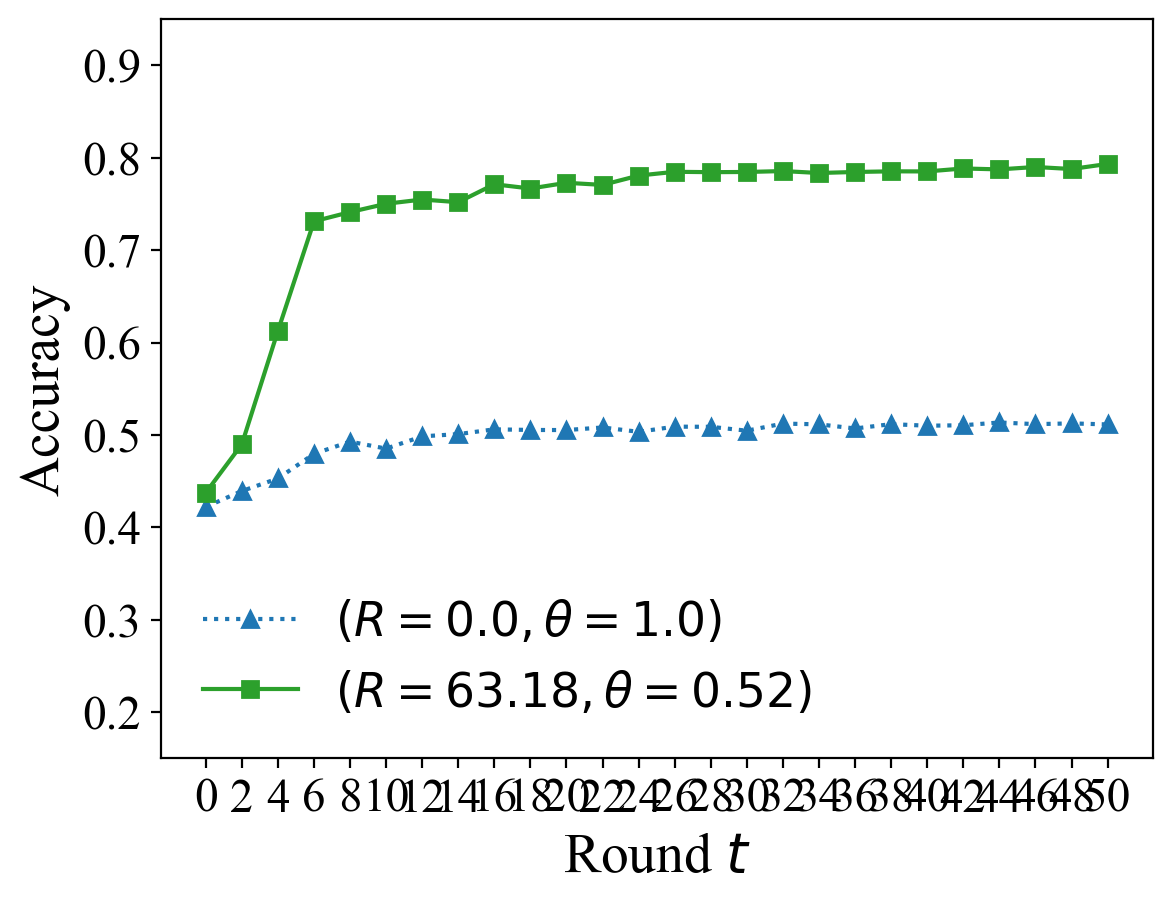 0.9
0.8
0.7
0.6
0.5
0.4
0.3
0.2
Accuracy
(R = 0.0, θ = 1.0)
(R = 63.18, θ = 0.52)
0 2 4 6 8 10 12 14 16 18 20 22 24 26 28 30 32 34 36 38 40 42 44 46 48 50
Round t